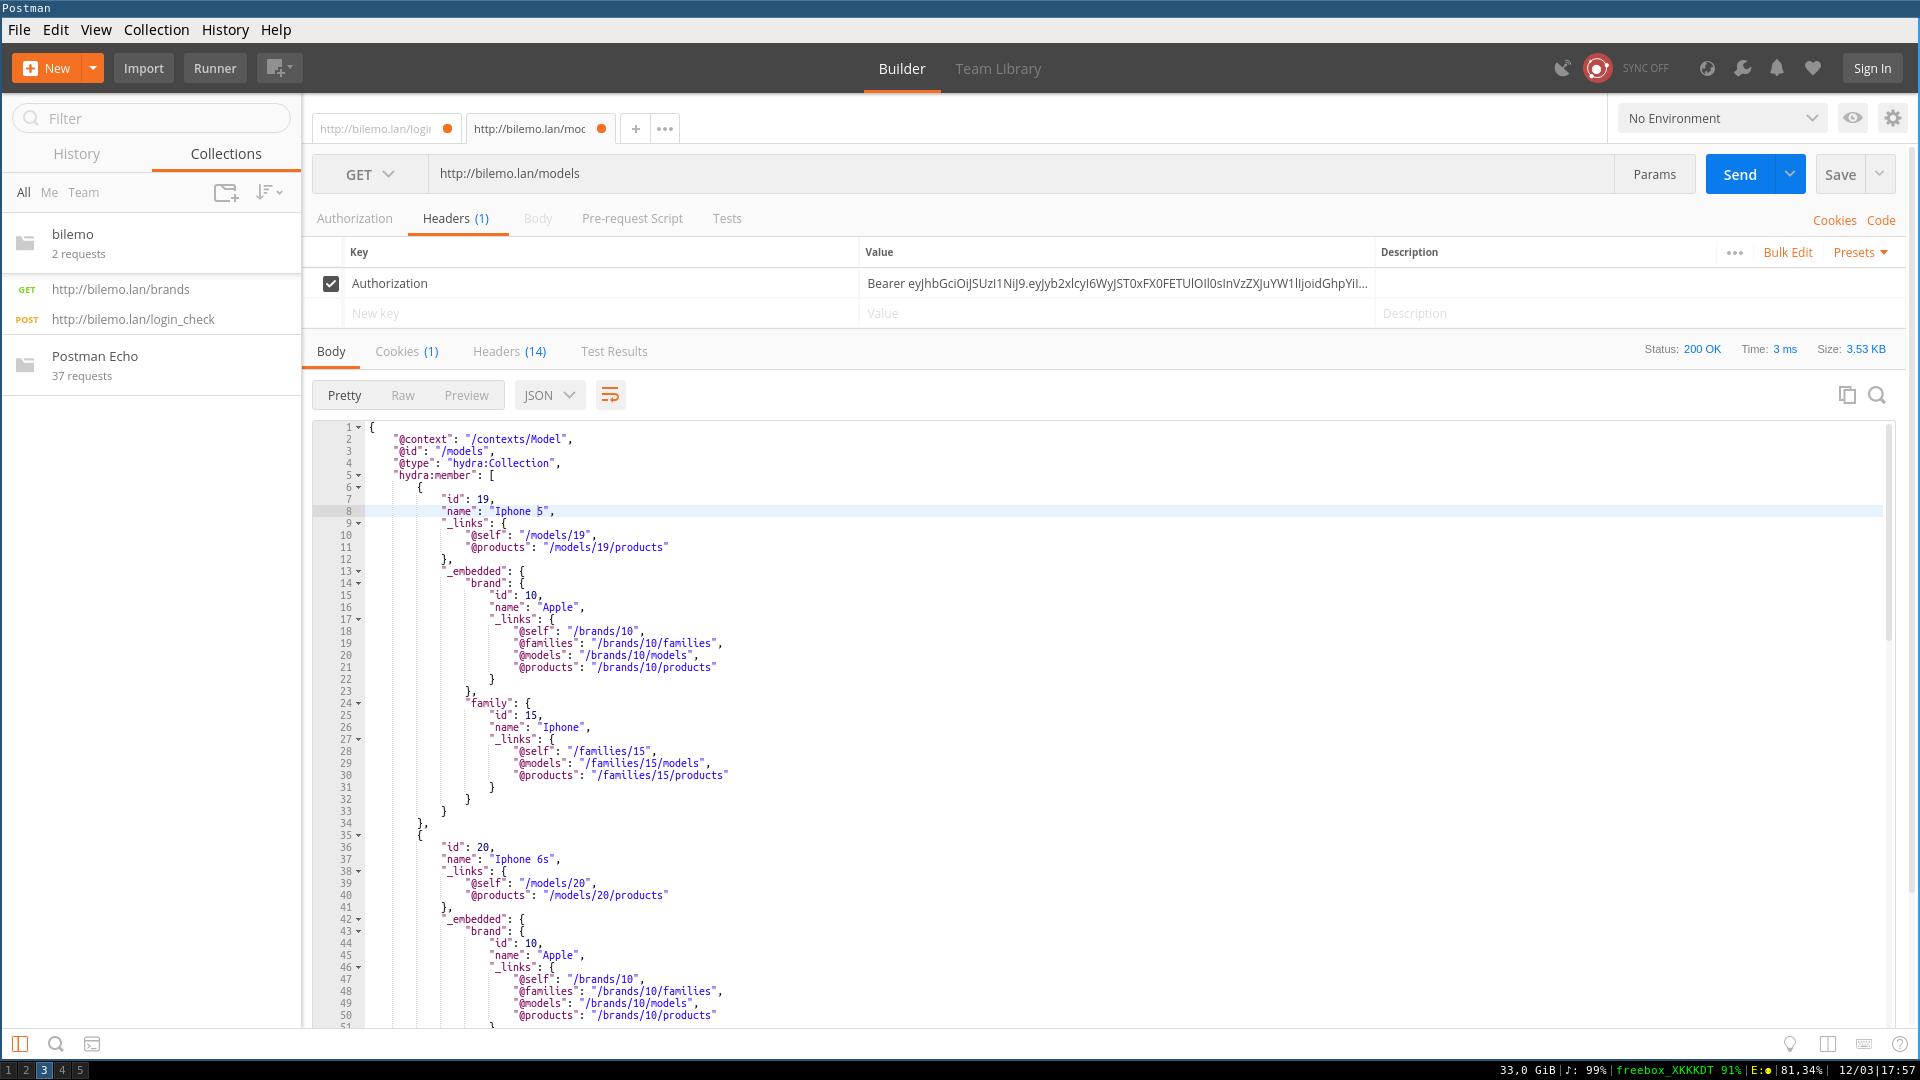 Postman
File Edit View Collection History Help
New Import Runner Builder Team Library SYNC OFF Sign In
Filter
http://bilemo.lan/login http://bilemo.lan/moc + ••• No Environment
History Collections
GET http://bilemo.lan/models Params Send Save
All Me Team
Authorization Headers (1) Body Pre-request Script Tests Cookies Code
bilemo
2 requests
Key Value Description ••• Bulk Edit Presets
GET http://bilemo.lan/brands
Authorization
New key Value Description
POST http://bilemo.lan/login_check
Postman Echo
37 requests
Body Cookies (1) Headers (14) Test Results Status: 200 OK Time: 3 ms Size: 3.53 KB
Pretty Raw Preview JSON
1 {
2 "@context": "/contexts/Model",
3 "@id": "/models",
4 "@type": "hydra:Collection",
5 "hydra:member": [
6 {
7 "id": 19,
8 "name": "Iphone 5",
9 "_links": {
10 "@self": "/models/19",
11 "@products": "/models/19/products"
12 },
13 "_embedded": {
14 "brand": {
15 "id": 10,
16 "name": "Apple",
17 "_links": {
18 "@self": "/brands/10",
19 "@families": "/brands/10/families",
20 "@models": "/brands/10/models",
21 "@products": "/brands/10/products"
22 }
23 },
24 "family": {
25 "id": 15,
26 "name": "Iphone",
27 "_links": {
28 "@self": "/families/15",
29 "@models": "/families/15/models",
30 "@products": "/families/15/products"
31 }
32 }
33 }
34 },
35 {
36 "id": 20,
37 "name": "Iphone 6s",
38 "_links": {
39 "@self": "/models/20",
40 "@products": "/models/20/products"
41 },
42 "_embedded": {
43 "brand": {
44 "id": 10,
45 "name": "Apple",
46 "_links": {
47 "@self": "/brands/10",
48 "@families": "/brands/10/families",
49 "@models": "/brands/10/models",
50 "@products": "/brands/10/products"
51 }
1 2 3 4 5 33,0 GiB|♪: 99%|freebox_XKKKDT 91%|E:●|81,34%| 12/03|17:57